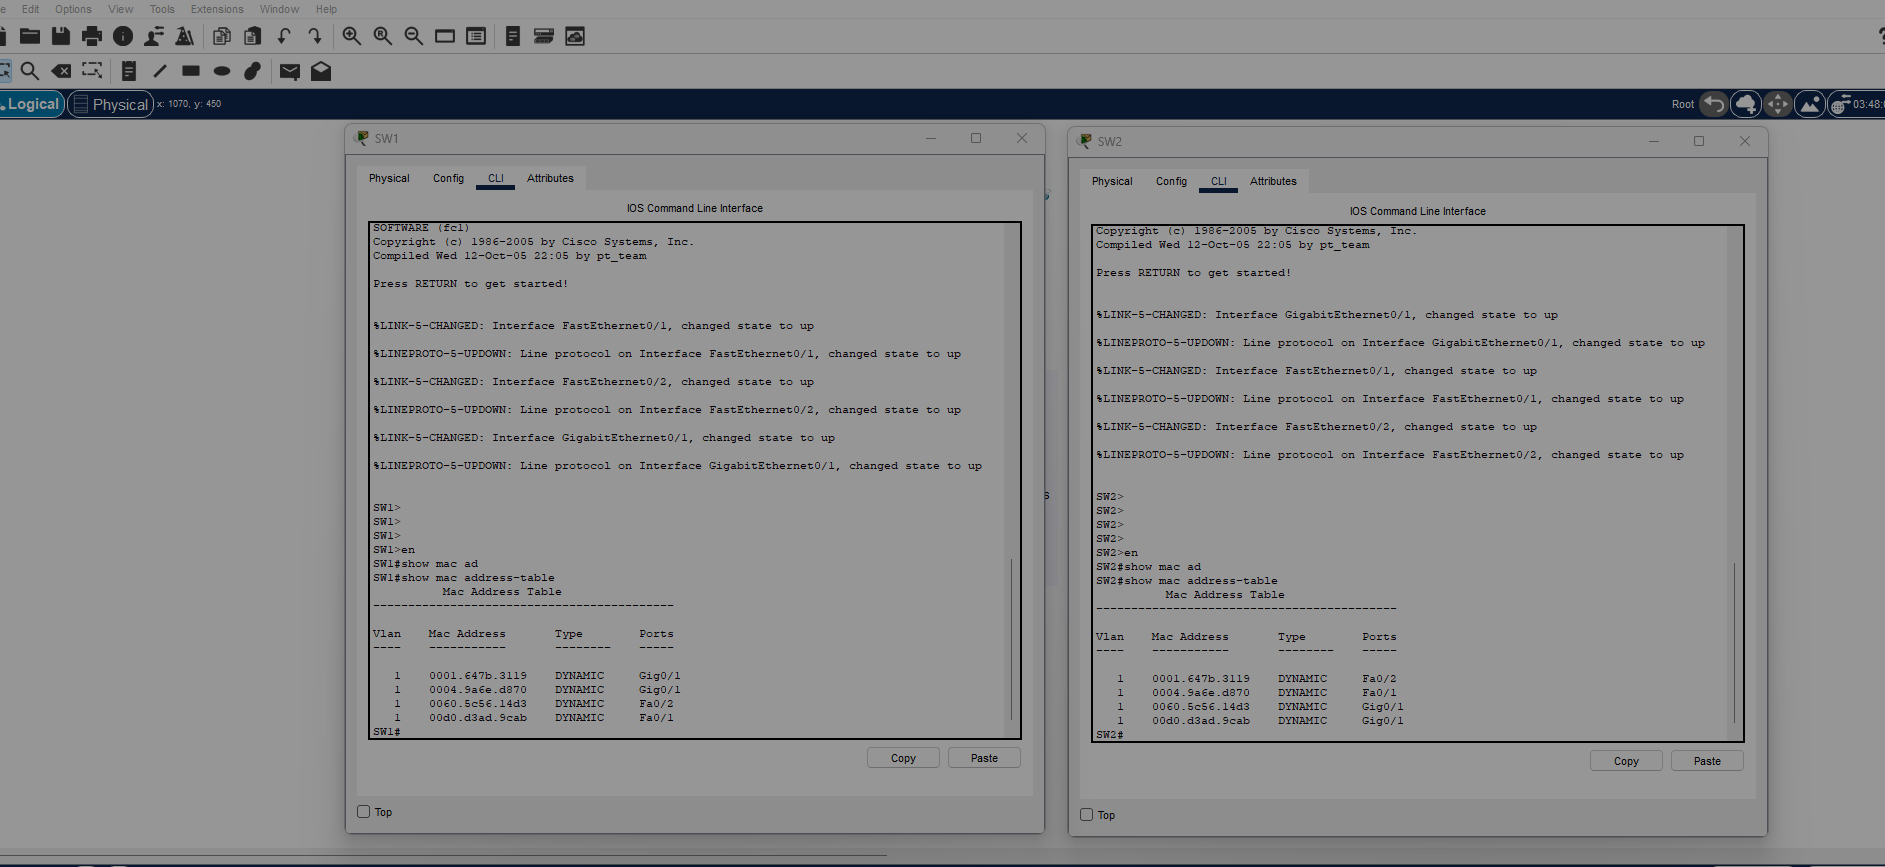 Edit Options View Tools Extensions Window Help
Logical Physical x: 1070, y: 450
Root 03:48:
SW1
Physical Config CLI Attributes
IOS Command Line Interface
SOFTWARE (fc1)
Copyright (c) 1986-2005 by Cisco Systems, Inc.
Compiled Wed 12-Oct-05 22:05 by pt_team
Press RETURN to get started!
%LINK-5-CHANGED: Interface FastEthernet0/1, changed state to up
%LINEPROTO-5-UPDOWN: Line protocol on Interface FastEthernet0/1, changed state to up
%LINK-5-CHANGED: Interface FastEthernet0/2, changed state to up
%LINEPROTO-5-UPDOWN: Line protocol on Interface FastEthernet0/2, changed state to up
%LINK-5-CHANGED: Interface GigabitEthernet0/1, changed state to up
%LINEPROTO-5-UPDOWN: Line protocol on Interface GigabitEthernet0/1, changed state to up
SW1>
SW1>
SW1>
SW1>en
SW1#show mac ad
SW1#show mac address-table
Mac Address Table
-------------------------------------------
Vlan Mac Address Type Ports
---- ----------- -------- -----
1 0001.647b.3119 DYNAMIC Gig0/1
1 0004.9a6e.d870 DYNAMIC Gig0/1
1 0060.5c56.14d3 DYNAMIC Fa0/2
1 00d0.d3ad.9cab DYNAMIC Fa0/1
SW1#
Copy Paste
Top
SW2
Physical Config CLI Attributes
IOS Command Line Interface
Copyright (c) 1986-2005 by Cisco Systems, Inc.
Compiled Wed 12-Oct-05 22:05 by pt_team
Press RETURN to get started!
%LINK-5-CHANGED: Interface GigabitEthernet0/1, changed state to up
%LINEPROTO-5-UPDOWN: Line protocol on Interface GigabitEthernet0/1, changed state to up
%LINK-5-CHANGED: Interface FastEthernet0/1, changed state to up
%LINEPROTO-5-UPDOWN: Line protocol on Interface FastEthernet0/1, changed state to up
%LINK-5-CHANGED: Interface FastEthernet0/2, changed state to up
%LINEPROTO-5-UPDOWN: Line protocol on Interface FastEthernet0/2, changed state to up
SW2>
SW2>
SW2>
SW2>
SW2>en
SW2#show mac ad
SW2#show mac address-table
Mac Address Table
-------------------------------------------
Vlan Mac Address Type Ports
---- ----------- -------- -----
1 0001.647b.3119 DYNAMIC Fa0/2
1 0004.9a6e.d870 DYNAMIC Fa0/1
1 0060.5c56.14d3 DYNAMIC Gig0/1
1 00d0.d3ad.9cab DYNAMIC Gig0/1
SW2#
Copy Paste
Top